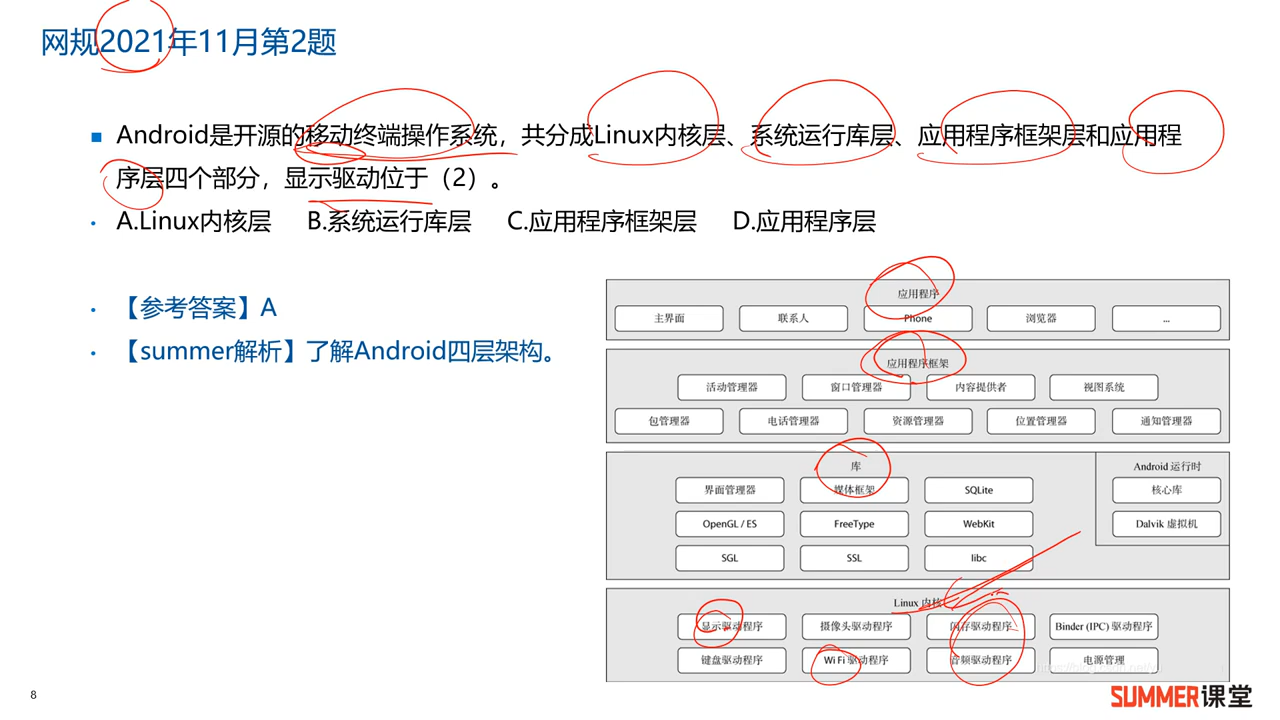 网规2021年11月第2题
Android是开源的移动终端操作系统，共分成Linux内核层、系统运行库层、应用程序框架层和应用程
序层四个部分，显示驱动位于（2）。
A.Linux内核层 B.系统运行库层 C.应用程序框架层 D.应用程序层
【参考答案】A
【summer解析】了解Android四层架构。
应用程序
主界面 联系人 Phone 浏览器 ...
应用程序框架
活动管理器 窗口管理器 内容提供者 视图系统
包管理器 电话管理器 资源管理器 位置管理器 通知管理器
库 Android 运行时
界面管理器 媒体框架 SQLite 核心库
OpenGL / ES FreeType WebKit Dalvik 虚拟机
SGL SSL libc
Linux 内核
显示驱动程序 摄像头驱动程序 闪存驱动程序 Binder (IPC) 驱动程序
键盘驱动程序 Wi Fi 驱动程序 音频驱动程序 电源管理
8
SUMMER课堂